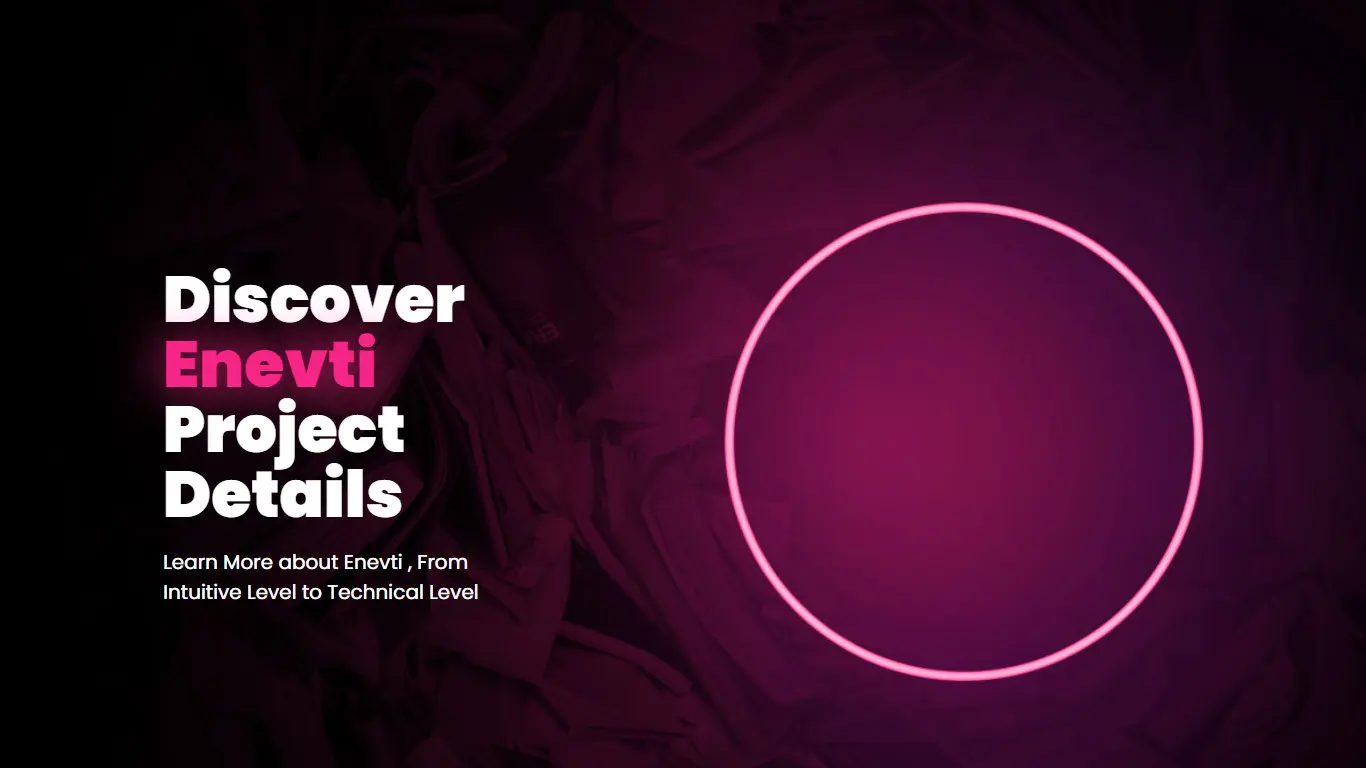 Discover
Enevti
Project
Details
Learn More about Enevti , From
Intuitive Level to Technical Level